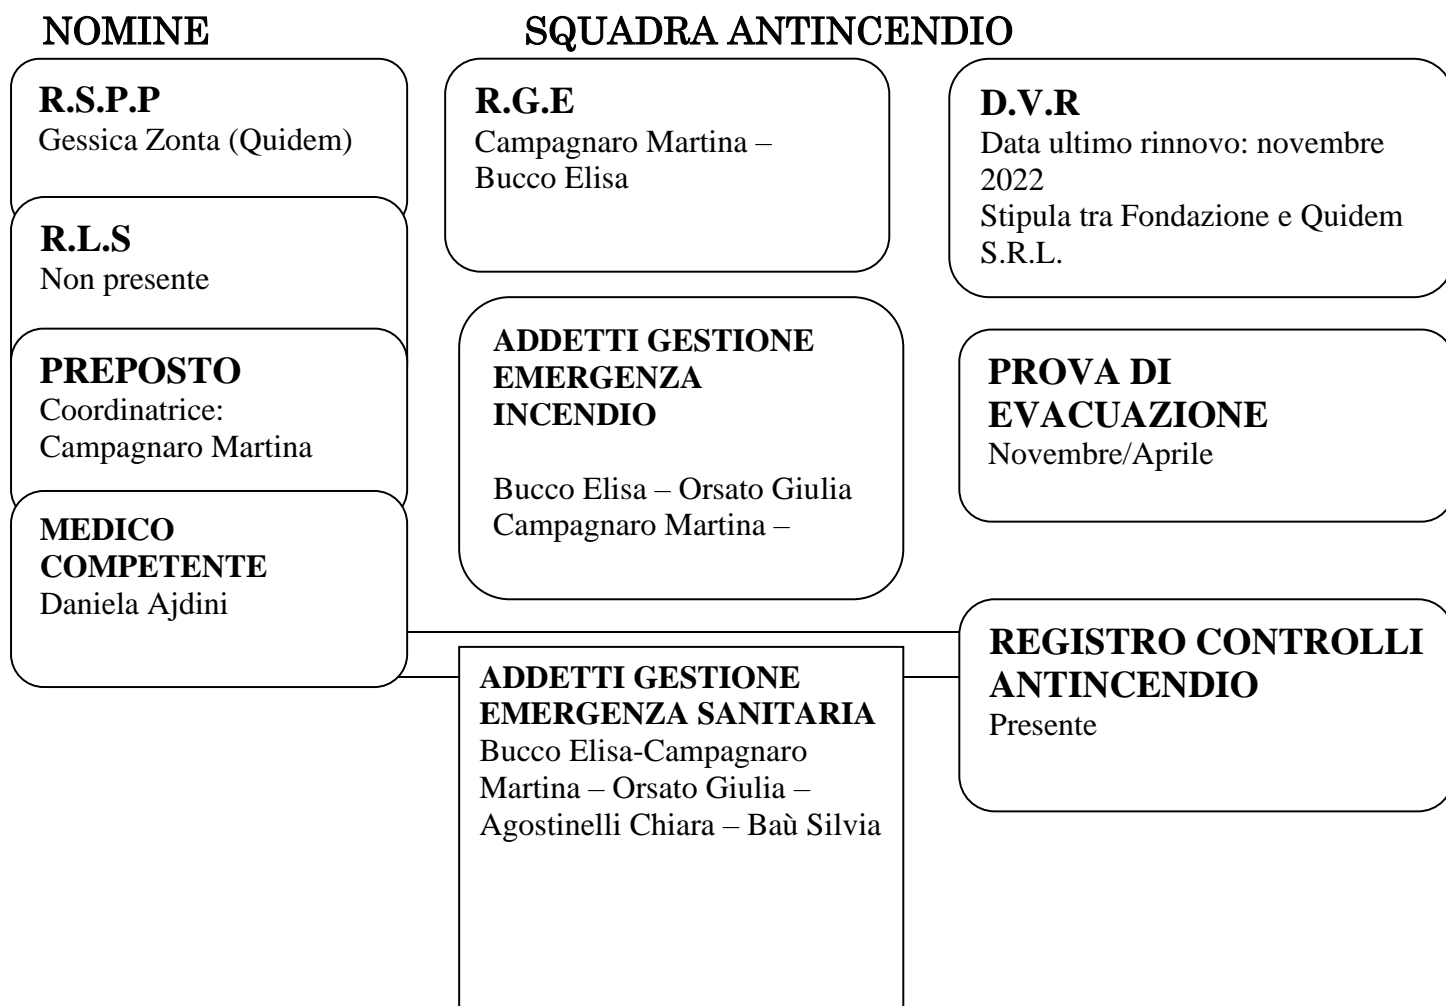 NOMINE
SQUADRA ANTINCENDIO
R.S.P.P
Gessica Zonta (Quidem)
R.L.S
Non presente
PREPOSTO
Coordinatrice:
Campagnaro Martina
MEDICO
COMPETENTE
Daniela Ajdini
R.G.E
Campagnaro Martina –
Bucco Elisa
ADDETTI GESTIONE
EMERGENZA
INCENDIO
Bucco Elisa – Orsato Giulia
Campagnaro Martina –
ADDETTI GESTIONE
EMERGENZA SANITARIA
Bucco Elisa-Campagnaro
Martina – Orsato Giulia –
Agostinelli Chiara – Baù Silvia
D.V.R
Data ultimo rinnovo: novembre
2022
Stipula tra Fondazione e Quidem
S.R.L.
PROVA DI
EVACUAZIONE
Novembre/Aprile
REGISTRO CONTROLLI
ANTINCENDIO
Presente